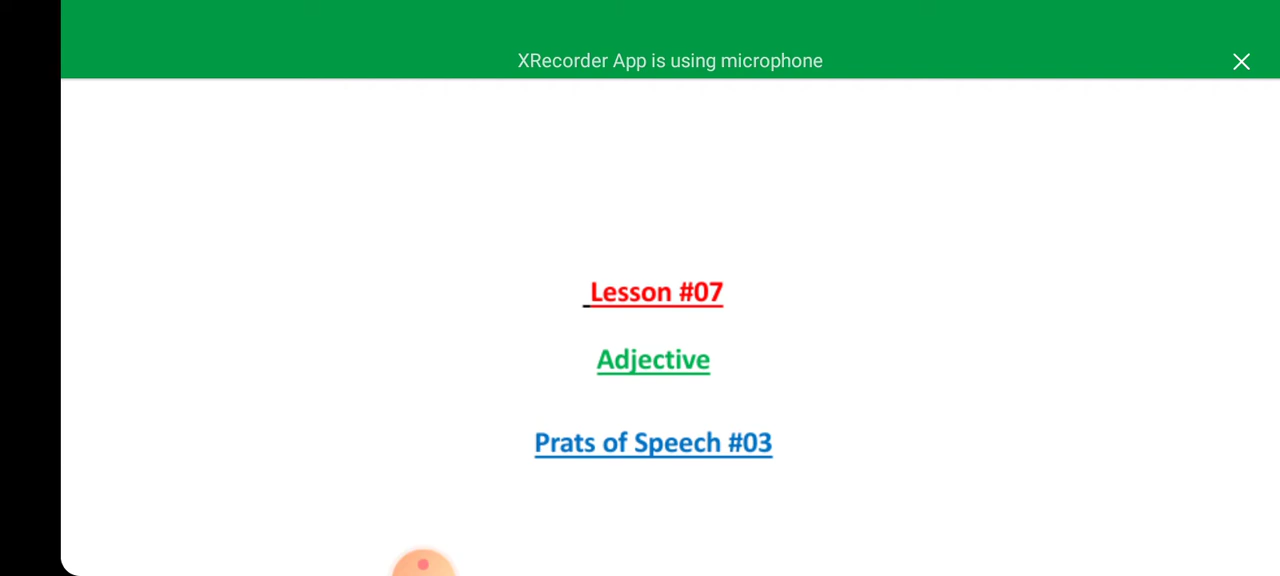 XRecorder App is using microphone
Lesson #07
Adjective
Prats of Speech #03